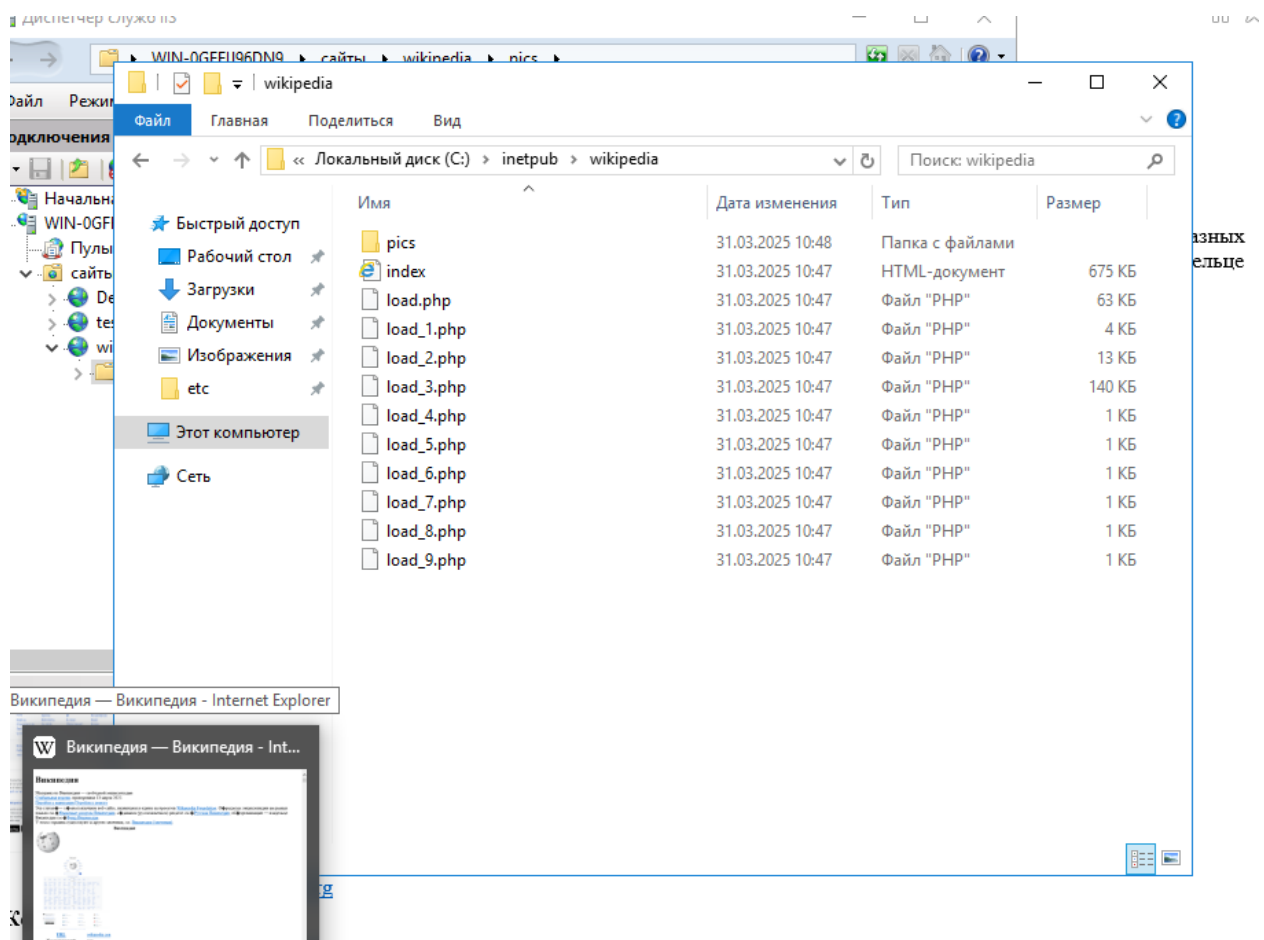 Диспетчер служб IIS
WIN-0GFFU96DN9 сайты wikipedia pics
wikipedia
Файл Режим
Файл Главная Поделиться Вид
Подключения
« Локальный диск (C:) > inetpub > wikipedia
Поиск: wikipedia
Имя Дата изменения Тип Размер
Начальна
WIN-0GFI
Быстрый доступ
Пулы
Рабочий стол
сайты
Загрузки
De
Документы
tes
Изображения
wi
etc
Этот компьютер
Сеть
pics 31.03.2025 10:48 Папка с файлами
index 31.03.2025 10:47 HTML-документ 675 КБ
load.php 31.03.2025 10:47 Файл "PHP" 63 КБ
load_1.php 31.03.2025 10:47 Файл "PHP" 4 КБ
load_2.php 31.03.2025 10:47 Файл "PHP" 13 КБ
load_3.php 31.03.2025 10:47 Файл "PHP" 140 КБ
load_4.php 31.03.2025 10:47 Файл "PHP" 1 КБ
load_5.php 31.03.2025 10:47 Файл "PHP" 1 КБ
load_6.php 31.03.2025 10:47 Файл "PHP" 1 КБ
load_7.php 31.03.2025 10:47 Файл "PHP" 1 КБ
load_8.php 31.03.2025 10:47 Файл "PHP" 1 КБ
load_9.php 31.03.2025 10:47 Файл "PHP" 1 КБ
азных
ельце
Википедия — Википедия - Internet Explorer
W Википедия — Википедия - Int...
Википедия
rg